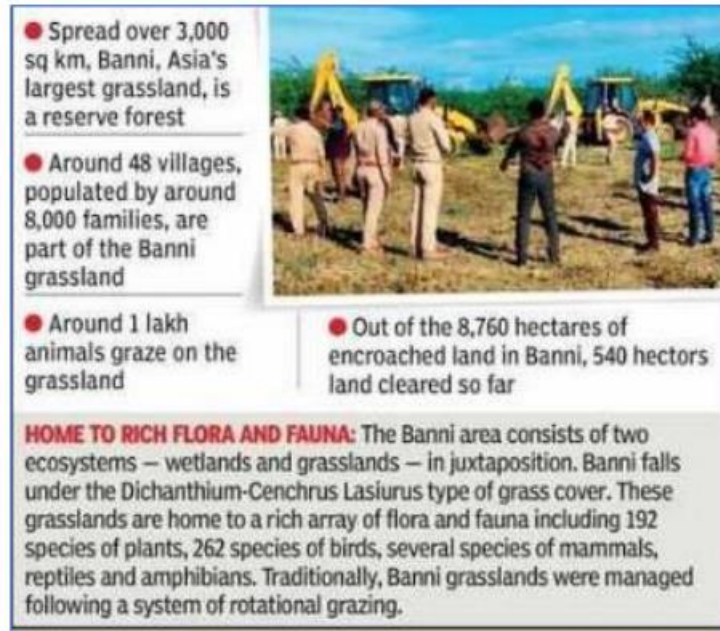 ● Spread over 3,000
sq km, Banni, Asia's
largest grassland, is
a reserve forest
● Around 48 villages,
populated by around
8,000 families, are
part of the Banni
grassland
● Around 1 lakh
animals graze on the
grassland
● Out of the 8,760 hectares of
encroached land in Banni, 540 hectors
land cleared so far
HOME TO RICH FLORA AND FAUNA: The Banni area consists of two
ecosystems — wetlands and grasslands — in juxtaposition. Banni falls
under the Dichanthium-Cenchrus Lasiurus type of grass cover. These
grasslands are home to a rich array of flora and fauna including 192
species of plants, 262 species of birds, several species of mammals,
reptiles and amphibians. Traditionally, Banni grasslands were managed
following a system of rotational grazing.